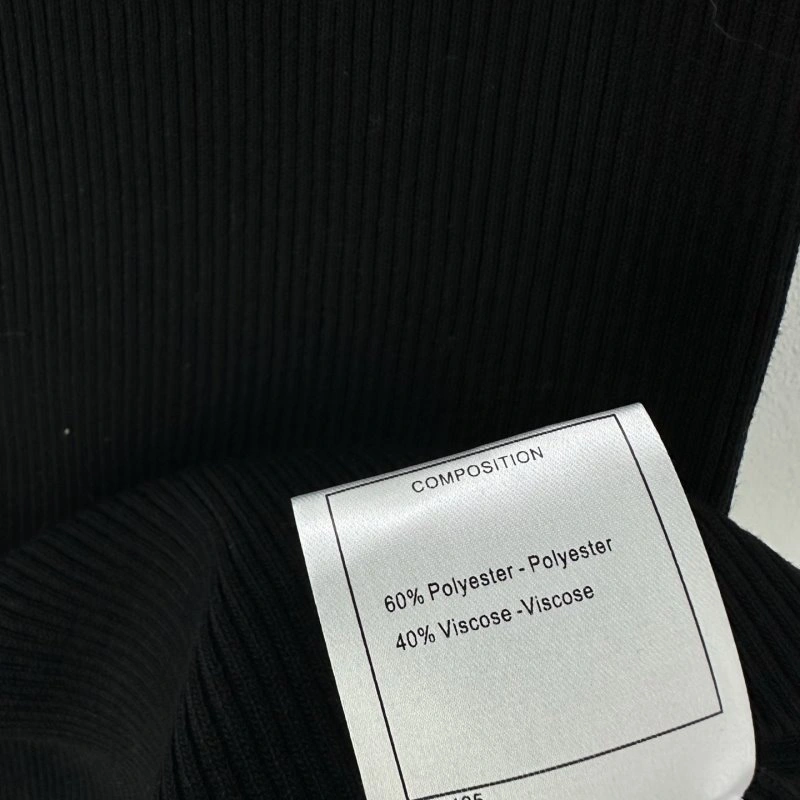 COMPOSITION
60% Polyester - Polyester
40% Viscose -Viscose